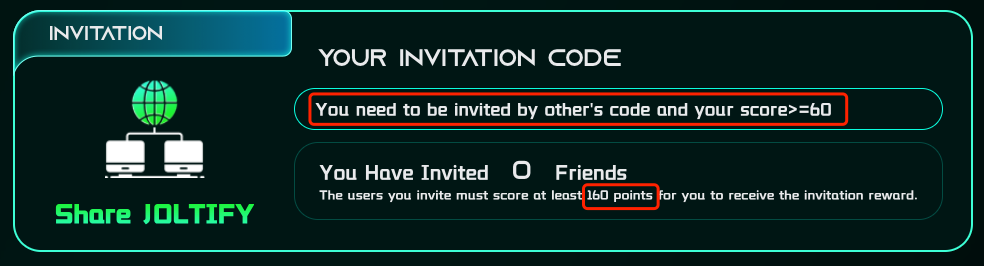 INVITATION
YOUR INVITATION CODE
You need to be invited by other's code and your score>=60
You Have Invited 0 Friends
The users you invite must score at least 160 points for you to receive the invitation reward.
Share JOLTIFY